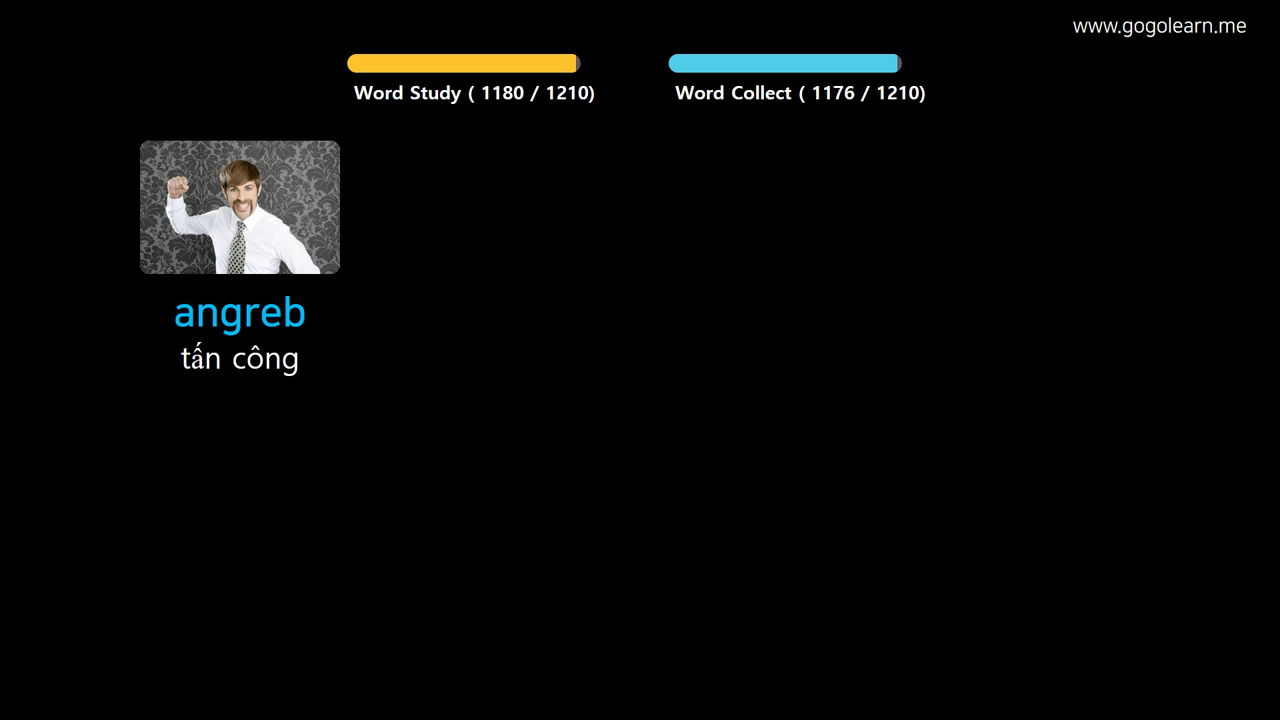 www.gogolearn.me
Word Study ( 1180 / 1210)
Word Collect ( 1176 / 1210)
angreb
tấn công